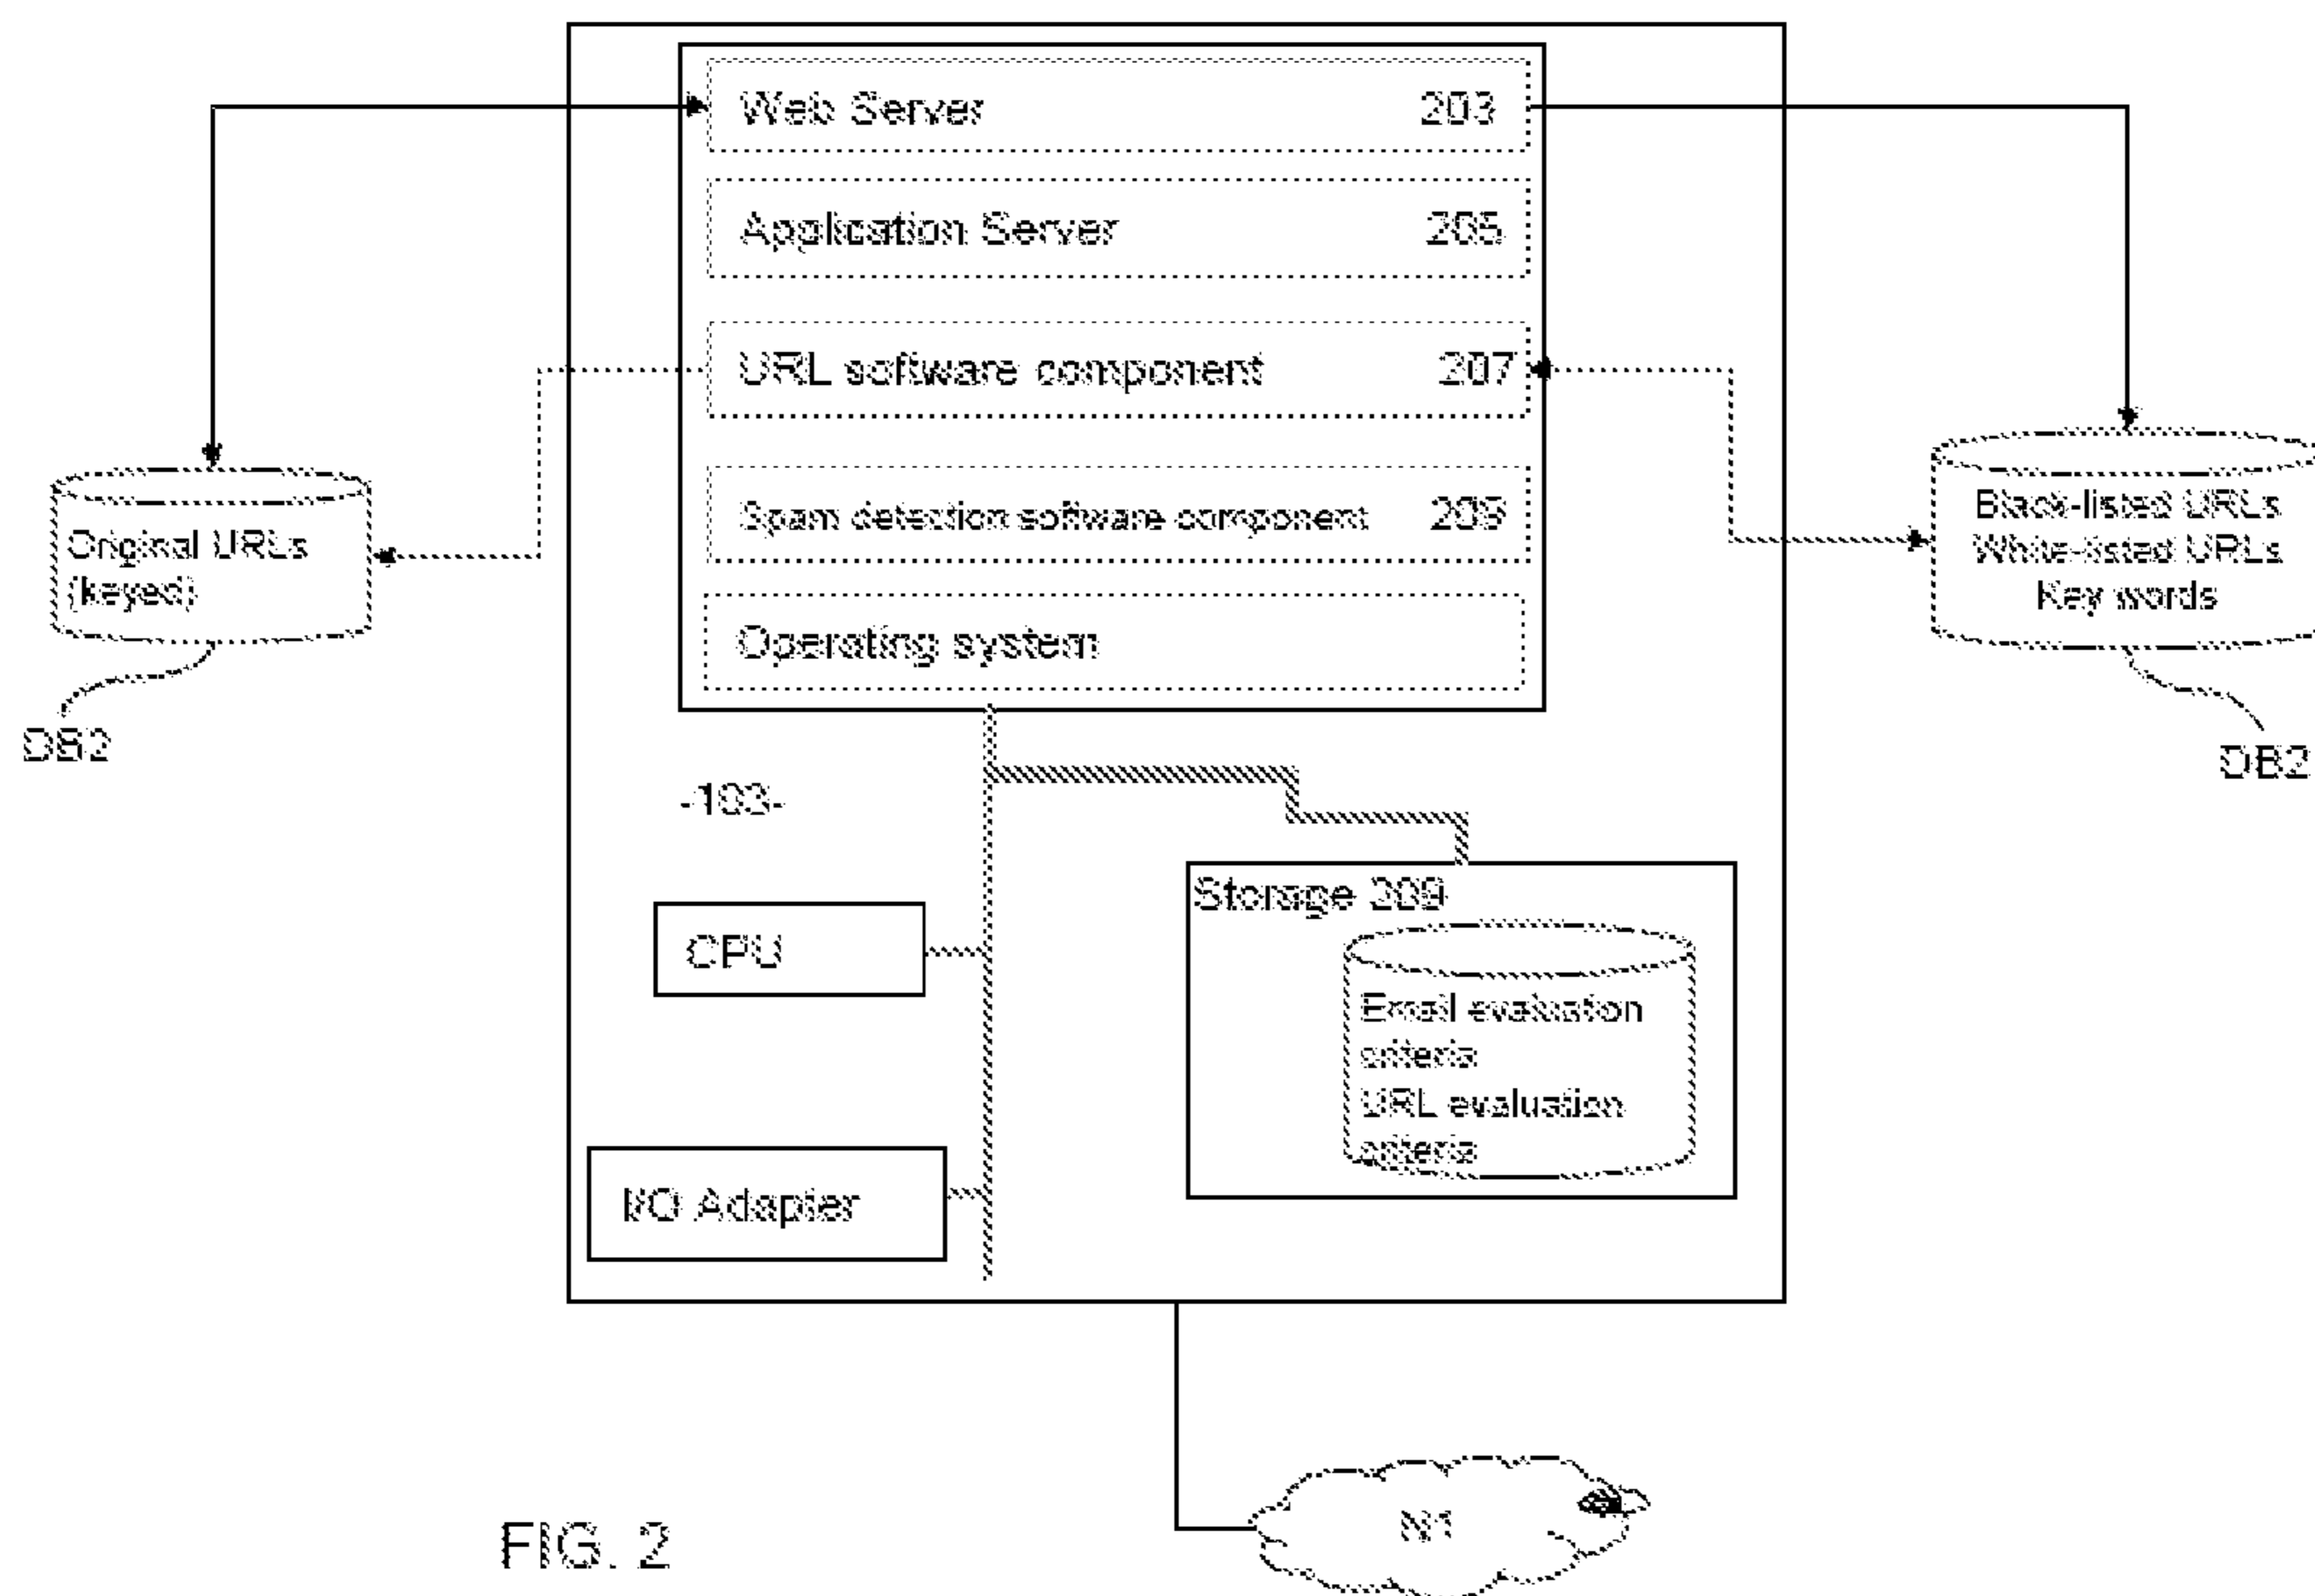 Web Server 203
Application Server 205
URL software component 207
Spam detection software component 209
Operating system
Original URLs
(keyed)
DB2
Black-listed URLs
White-listed URLs
Key words
DB2
-103-
CPU
I/O Adapter
Storage 209
Email evaluation
criteria
URL evaluation
criteria
N1
FIG. 2